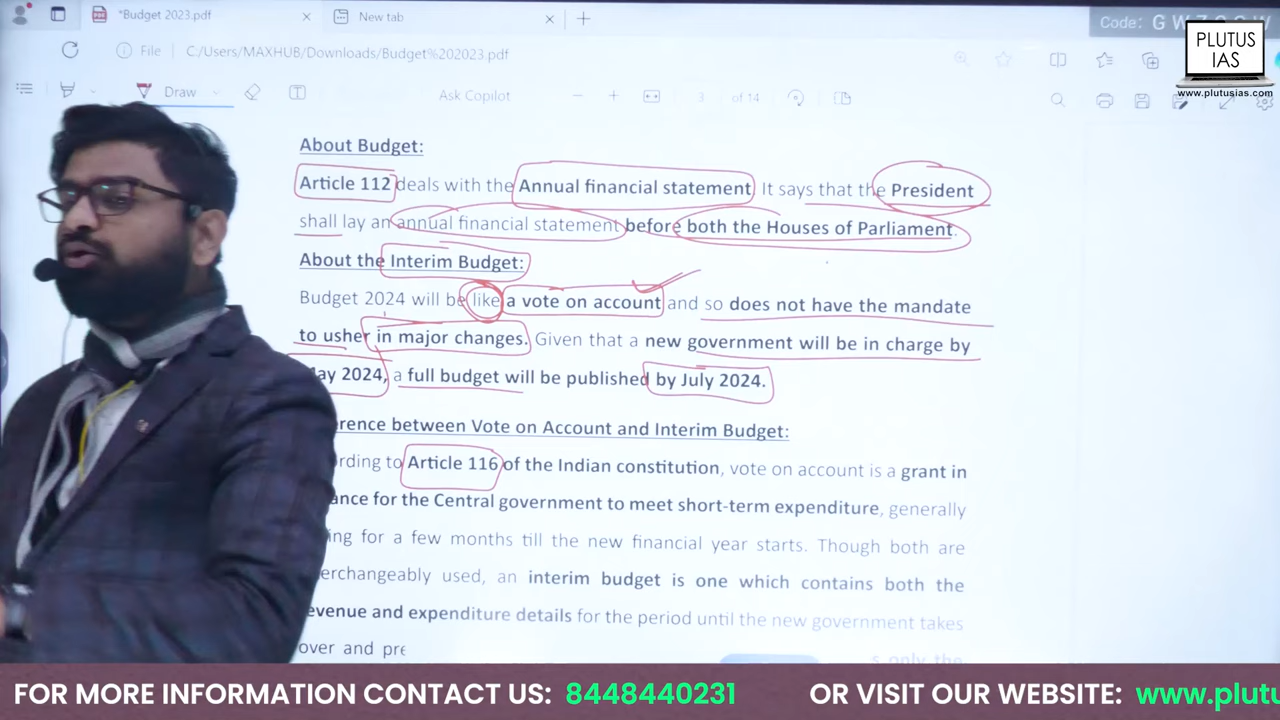 *Budget 2023.pdf
New tab
Code: G W
PLUTUS
IAS
www.plutusias.com
File C:/Users/MAXHUB/Downloads/Budget%202023.pdf
Draw
Ask Copilot
3 of 14
About Budget:
Article 112 deals with the Annual financial statement. It says that the President
shall lay an annual financial statement before both the Houses of Parliament.
About the Interim Budget:
Budget 2024 will be like a vote on account and so does not have the mandate
to usher in major changes. Given that a new government will be in charge by
May 2024, a full budget will be published by July 2024.
rence between Vote on Account and Interim Budget:
rding to Article 116 of the Indian constitution, vote on account is a grant in
ance for the Central government to meet short-term expenditure, generally
ing for a few months till the new financial year starts. Though both are
erchangeably used, an interim budget is one which contains both the
evenue and expenditure details for the period until the new government takes
over and pre
s only the
FOR MORE INFORMATION CONTACT US: 8448440231 OR VISIT OUR WEBSITE: www.plutu